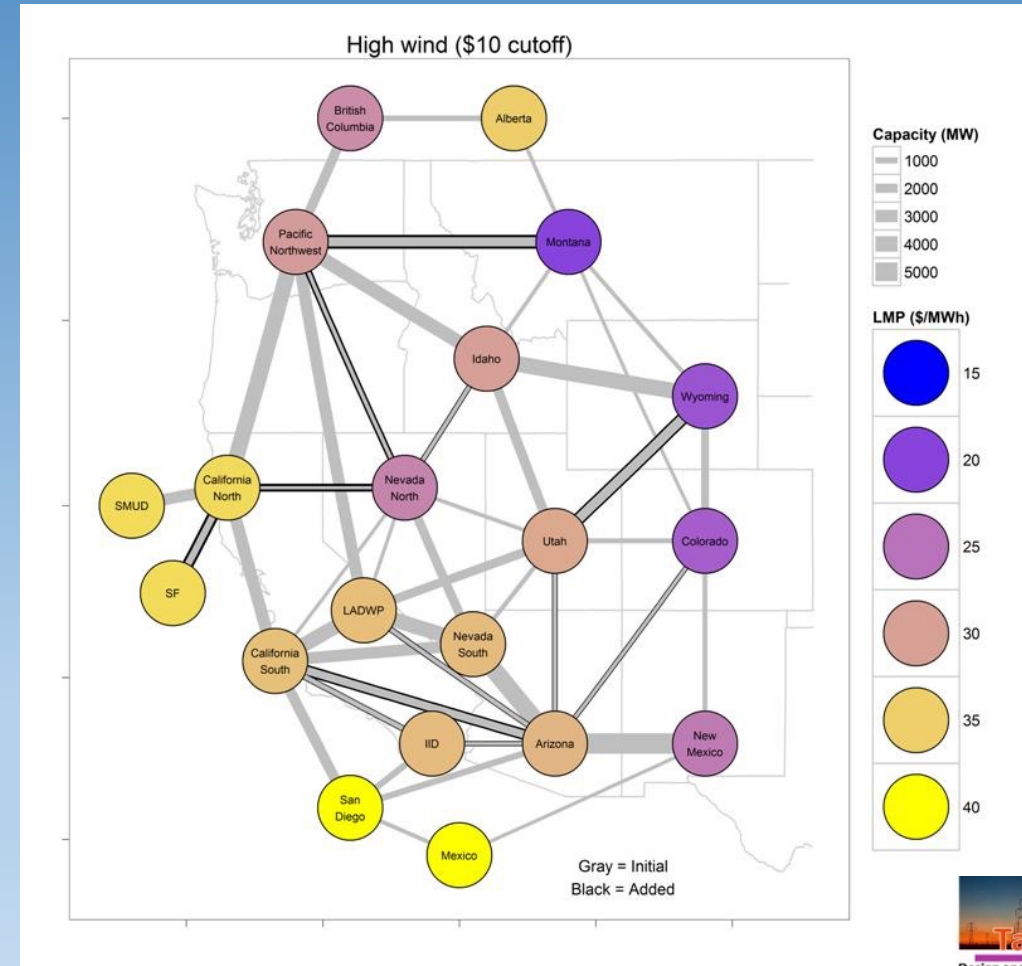 High wind ($10 cutoff)
British
Columbia
Alberta
Pacific
Northwest
Montana
Idaho
Wyoming
California
North
Nevada
North
SMUD
Utah
Colorado
SF
LADWP
Nevada
South
California
South
IID
Arizona
New
Mexico
San
Diego
Mexico
Gray = Initial
Black = Added
Capacity (MW)
1000
2000
3000
4000
5000
LMP ($/MWh)
15
20
25
30
35
40